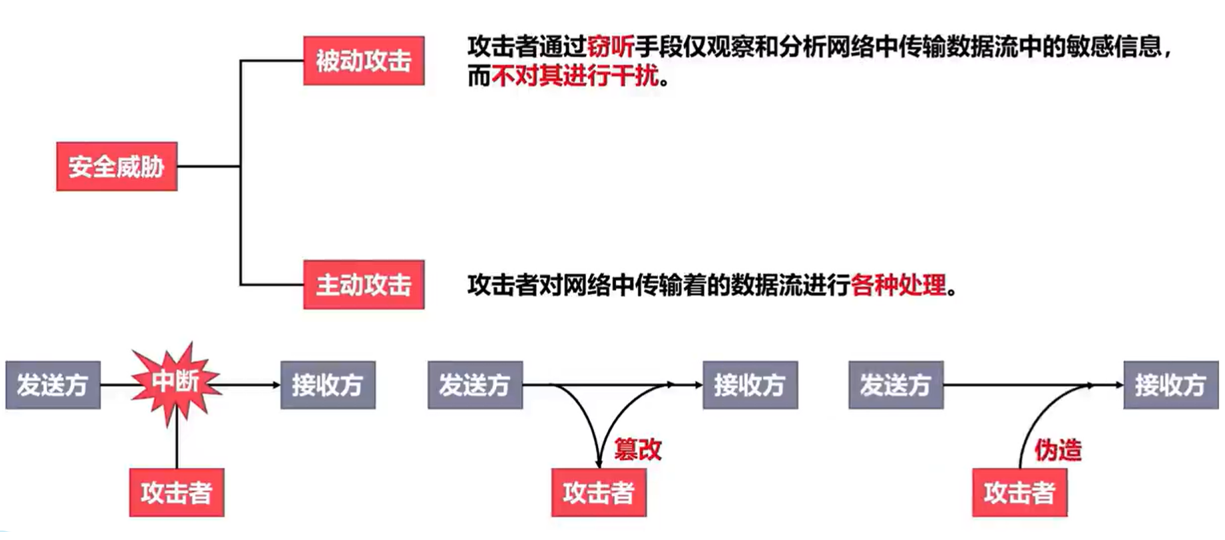 被动攻击
攻击者通过窃听手段仅观察和分析网络中传输数据流中的敏感信息，
而不对其进行干扰。
安全威胁
主动攻击
攻击者对网络中传输着的数据流进行各种处理。
发送方
中断
接收方
攻击者
发送方
接收方
篡改
攻击者
发送方
接收方
伪造
攻击者